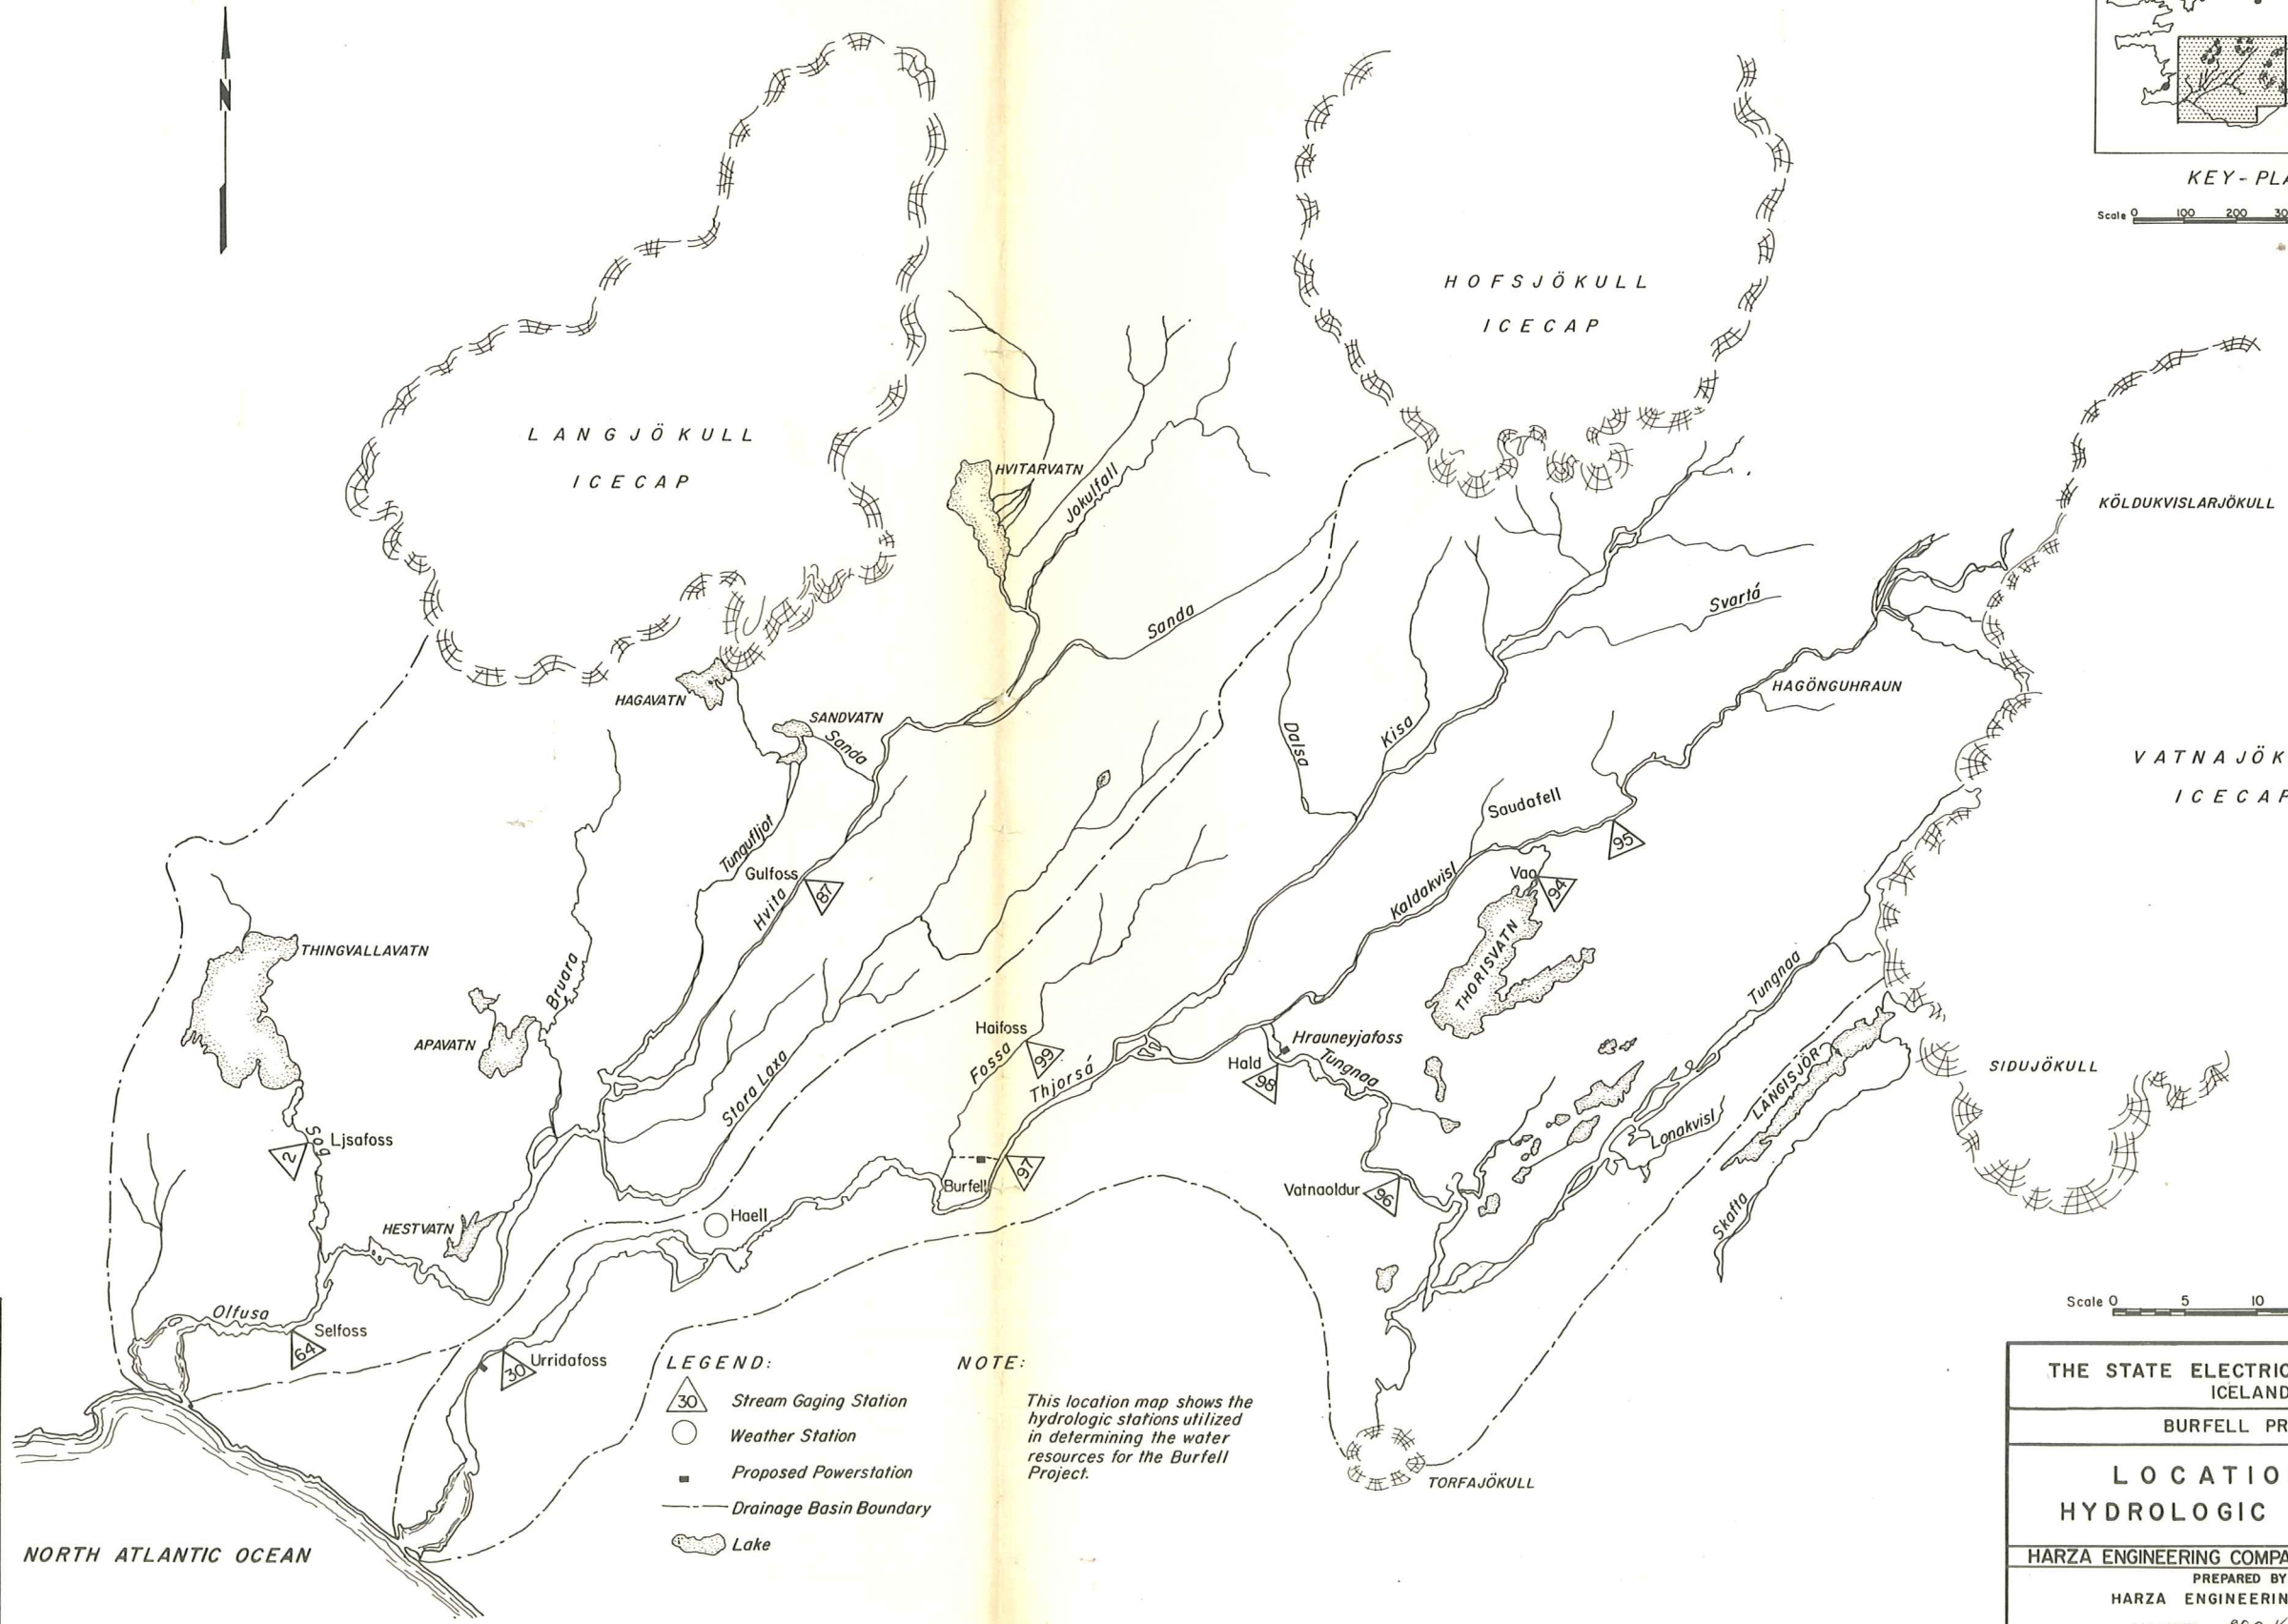 N
KEY-PLA
Scale 0 100 200 30
HOFSJÖKULL
ICECAP
LANGJÖKULL
ICECAP
HVITARVATN
Jokulfall
KÖLDUKVISLARJÖKULL
Sanda
Svartá
HAGAVATN
HAGÖNGUHRAUN
SANDVATN
Sanda
Dalsa
Kisa
VATNAJÖK
ICECAP
Saudafell
Tungufljot
95
Gulfoss
87
Hvita
Kaldakvisl
Vao
94
THINGVALLAVATN
THORISVATN
Bruara
Tungnaa
APAVATN
Haifoss
99
Fossa
Thjorsá
Hrauneyjafoss
Hald
98
Tungnaa
SIDUJÖKULL
LANGISJÖR
Stora Laxa
Lonakvisl
Sog
Ljsafoss
2
97
Burfell
Vatnaoldur
96
Skafta
HESTVATN
Haell
Olfusa
Selfoss
64
Scale 0 5 10
Urridafoss
30
LEGEND:
30 Stream Gaging Station
Weather Station
Proposed Powerstation
Drainage Basin Boundary
Lake
NOTE:
This location map shows the
hydrologic stations utilized
in determining the water
resources for the Burfell
Project.
TORFAJÖKULL
NORTH ATLANTIC OCEAN
THE STATE ELECTRIC
ICELAND
BURFELL PR
LOCATIO
HYDROLOGIC
HARZA ENGINEERING COMPA
PREPARED BY
HARZA ENGINEERIN